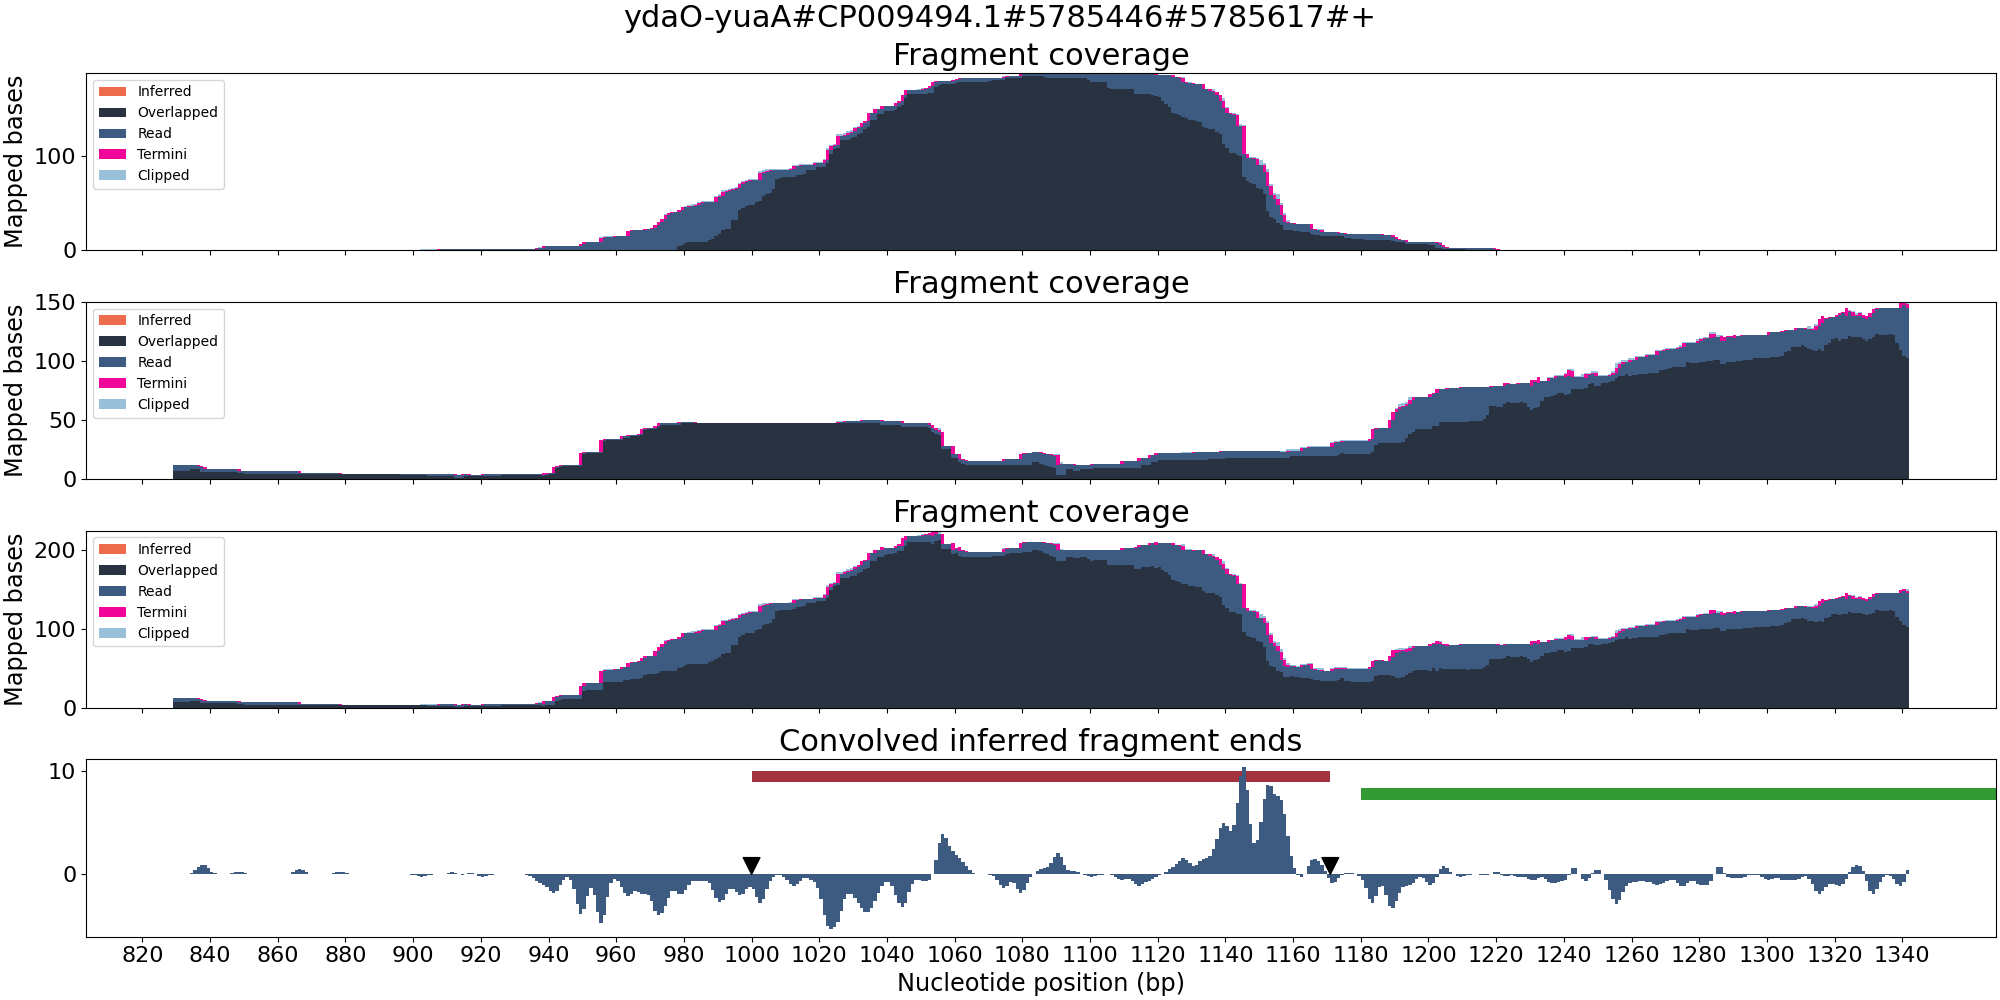 ydaO-yuaA#CP009494.1#5785446#5785617#+
Fragment coverage
Mapped bases
100
0
Inferred
Overlapped
Read
Termini
Clipped
Fragment coverage
Mapped bases
150
100
50
0
Inferred
Overlapped
Read
Termini
Clipped
Fragment coverage
Mapped bases
200
100
0
Inferred
Overlapped
Read
Termini
Clipped
Convolved inferred fragment ends
10
0
820 840 860 880 900 920 940 960 980 1000 1020 1040 1060 1080 1100 1120 1140 1160 1180 1200 1220 1240 1260 1280 1300 1320 1340
Nucleotide position (bp)